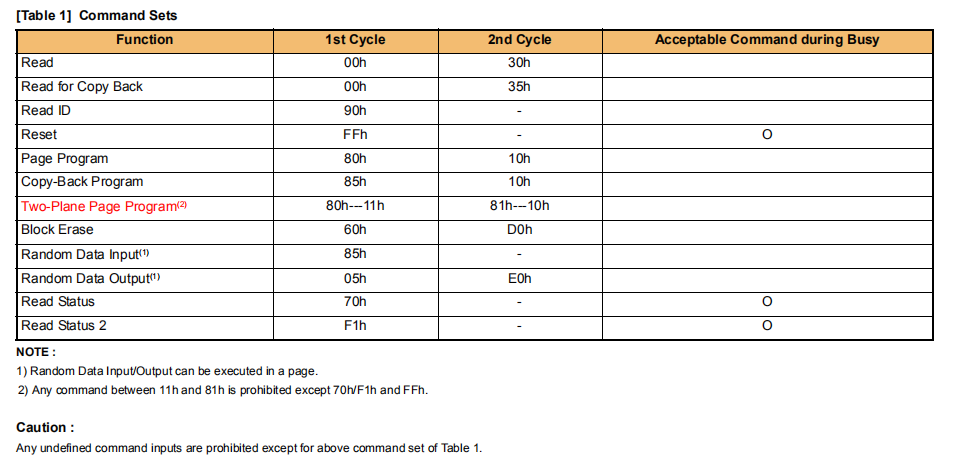 [Table 1] Command Sets
Function 1st Cycle 2nd Cycle Acceptable Command during Busy
Read 00h 30h
Read for Copy Back 00h 35h
Read ID 90h -
Reset FFh - O
Page Program 80h 10h
Copy-Back Program 85h 10h
Two-Plane Page Program(2) 80h---11h 81h---10h
Block Erase 60h D0h
Random Data Input(1) 85h -
Random Data Output(1) 05h E0h
Read Status 70h - O
Read Status 2 F1h - O
NOTE :
1) Random Data Input/Output can be executed in a page.
2) Any command between 11h and 81h is prohibited except 70h/F1h and FFh.
Caution :
Any undefined command inputs are prohibited except for above command set of Table 1.